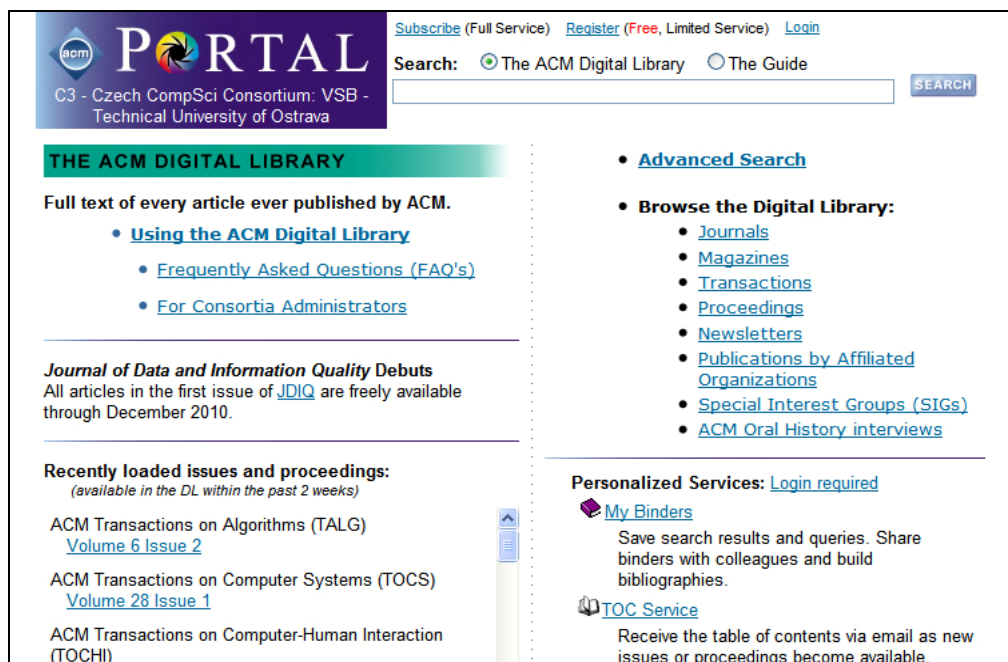 Subscribe (Full Service) Register (Free, Limited Service) Login
acm PORTAL
C3 - Czech CompSci Consortium: VSB -
Technical University of Ostrava
Search: The ACM Digital Library The Guide
SEARCH
THE ACM DIGITAL LIBRARY
Full text of every article ever published by ACM.
Using the ACM Digital Library
Frequently Asked Questions (FAQ's)
For Consortia Administrators
Journal of Data and Information Quality Debuts
All articles in the first issue of JDIQ are freely available
through December 2010.
Recently loaded issues and proceedings:
(available in the DL within the past 2 weeks)
ACM Transactions on Algorithms (TALG)
Volume 6 Issue 2
ACM Transactions on Computer Systems (TOCS)
Volume 28 Issue 1
ACM Transactions on Computer-Human Interaction
(TOCHI)
Advanced Search
Browse the Digital Library:
Journals
Magazines
Transactions
Proceedings
Newsletters
Publications by Affiliated
Organizations
Special Interest Groups (SIGs)
ACM Oral History interviews
Personalized Services: Login required
My Binders
Save search results and queries. Share
binders with colleagues and build
bibliographies.
TOC Service
Receive the table of contents via email as new
issues or proceedings become available.